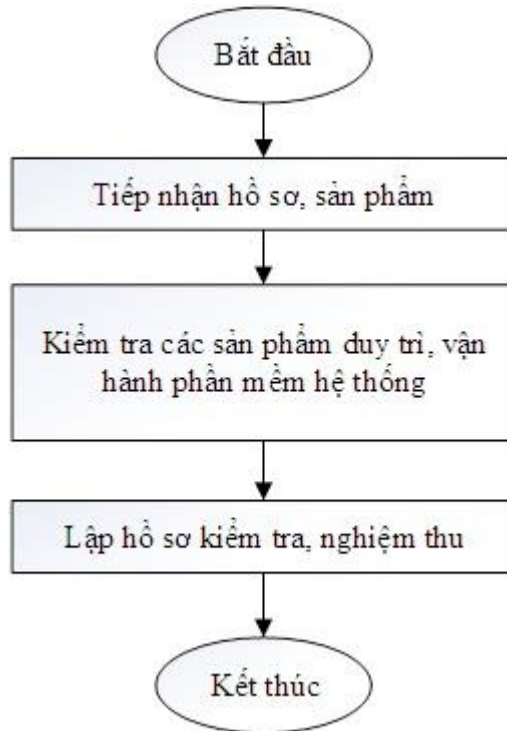 Bắt đầu
Tiếp nhận hồ sơ, sản phẩm
Kiểm tra các sản phẩm duy trì, vận
hành phần mềm hệ thống
Lập hồ sơ kiểm tra, nghiệm thu
Kết thúc